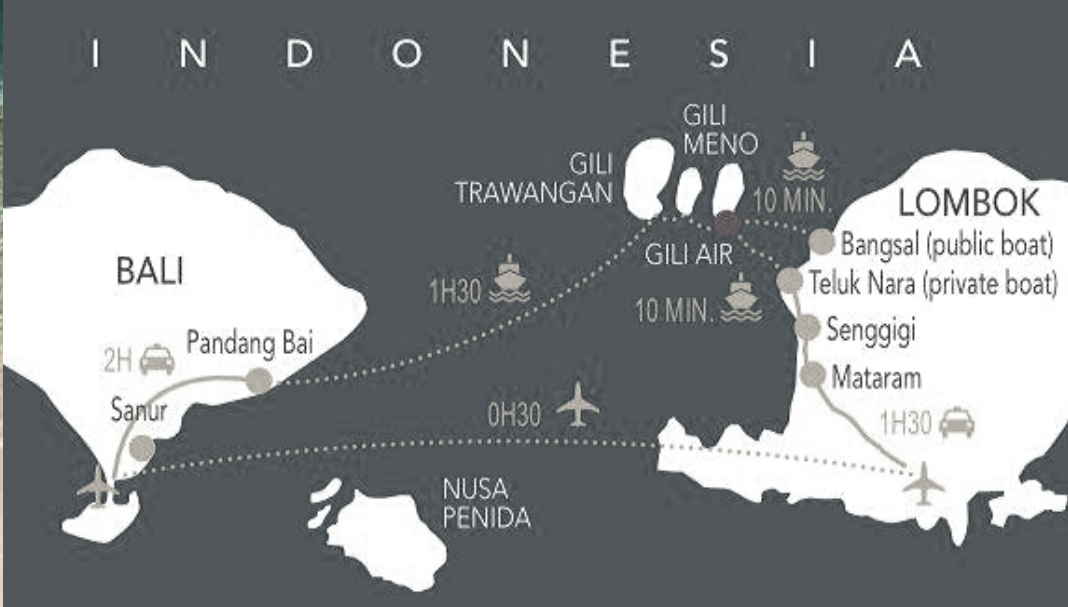 INDONESIA
GILI
MENO
GILI
TRAWANGAN
10 MIN.
LOMBOK
Bangsal (public boat)
GILI AIR
BALI
Teluk Nara (private boat)
1H30
10 MIN.
Senggigi
Pandang Bai
2H
Mataram
Sanur
0H30
1H30
NUSA
PENIDA